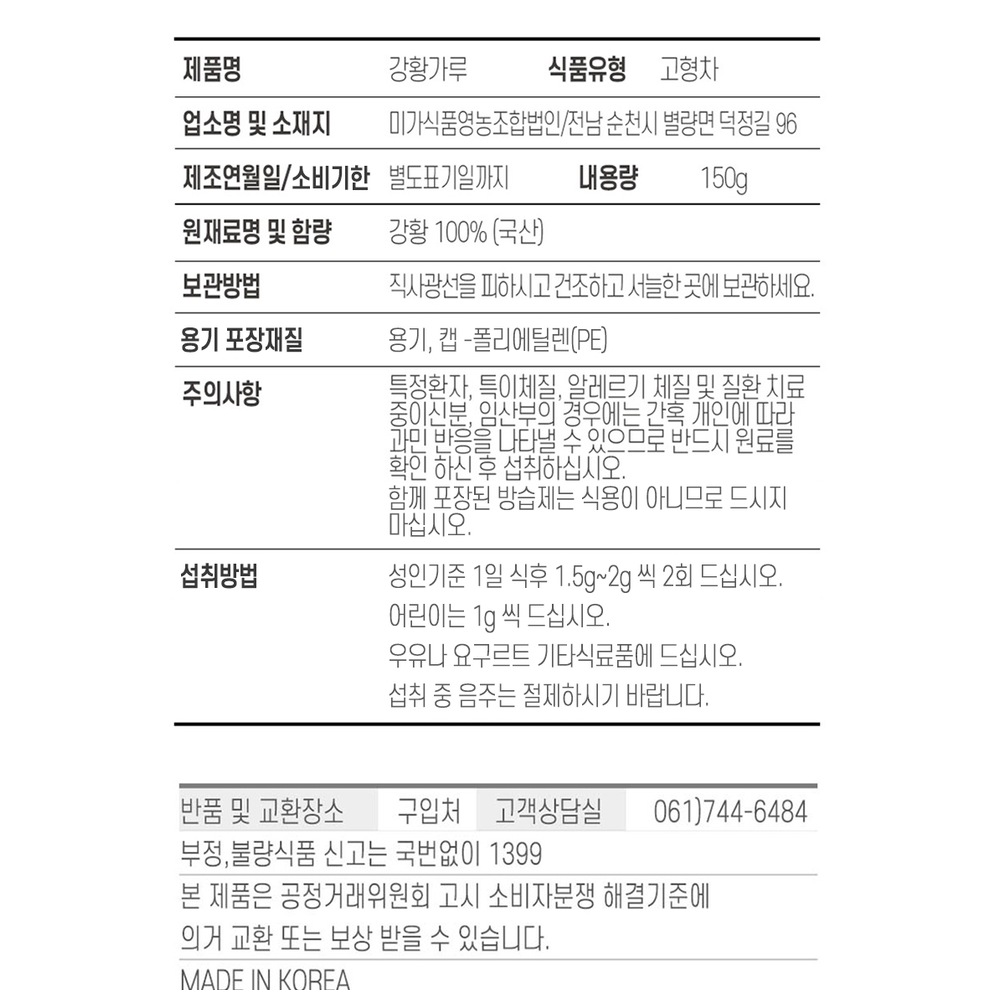 제품명 강황가루 식품유형 고형차
업소명 및 소재지 미가식품영농조합법인/전남 순천시 별량면 덕정길 96
제조연월일/소비기한 별도표기일까지 내용량 150g
원재료명 및 함량 강황 100% (국산)
보관방법 직사광선을 피하시고 건조하고 서늘한 곳에 보관하세요.
용기 포장재질 용기, 캡 -폴리에틸렌(PE)
주의사항 특정환자, 특이체질, 알레르기 체질 및 질환 치료
중이신분, 임산부의 경우에는 간혹 개인에 따라
과민 반응을 나타낼 수 있으므로 반드시 원료를
확인 하신 후 섭취하십시오.
함께 포장된 방습제는 식용이 아니므로 드시지
마십시오.
섭취방법 성인기준 1일 식후 1.5g~2g 씩 2회 드십시오.
어린이는 1g 씩 드십시오.
우유나 요구르트 기타식료품에 드십시오.
섭취 중 음주는 절제하시기 바랍니다.
반품 및 교환장소 구입처 고객상담실 061)744-6484
부정,불량식품 신고는 국번없이 1399
본 제품은 공정거래위원회 고시 소비자분쟁 해결기준에
의거 교환 또는 보상 받을 수 있습니다.
MADE IN KOREA